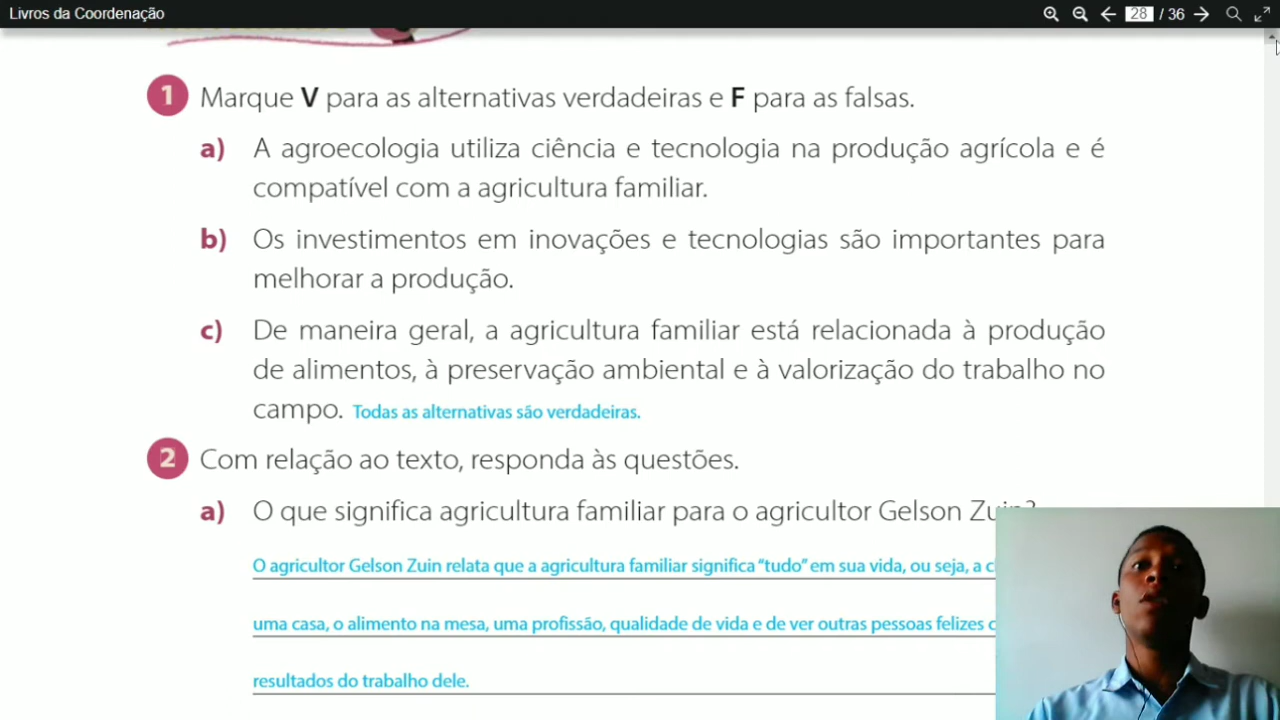 Livros da Coordenação
28 / 36
1 Marque V para as alternativas verdadeiras e F para as falsas.
a) A agroecologia utiliza ciência e tecnologia na produção agrícola e é
compatível com a agricultura familiar.
b) Os investimentos em inovações e tecnologias são importantes para
melhorar a produção.
c) De maneira geral, a agricultura familiar está relacionada à produção
de alimentos, à preservação ambiental e à valorização do trabalho no
campo. Todas as alternativas são verdadeiras.
2 Com relação ao texto, responda às questões.
a) O que significa agricultura familiar para o agricultor Gelson Zuin?
O agricultor Gelson Zuin relata que a agricultura familiar significa “tudo” em sua vida, ou seja, a
uma casa, o alimento na mesa, uma profissão, qualidade de vida e de ver outras pessoas felizes
resultados do trabalho dele.